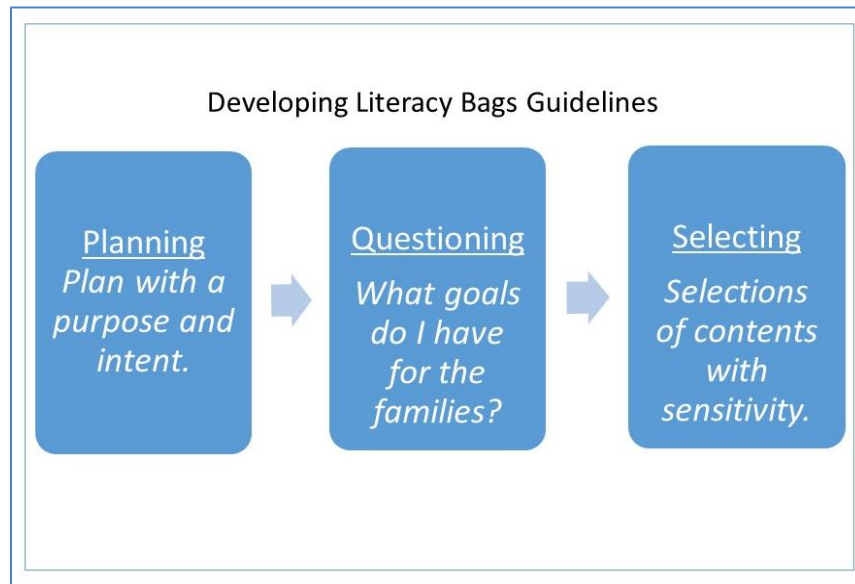 Developing Literacy Bags Guidelines
Planning
Plan with a
purpose and
intent.
Questioning
What goals
do I have
for the
families?
Selecting
Selections
of contents
with
sensitivity.